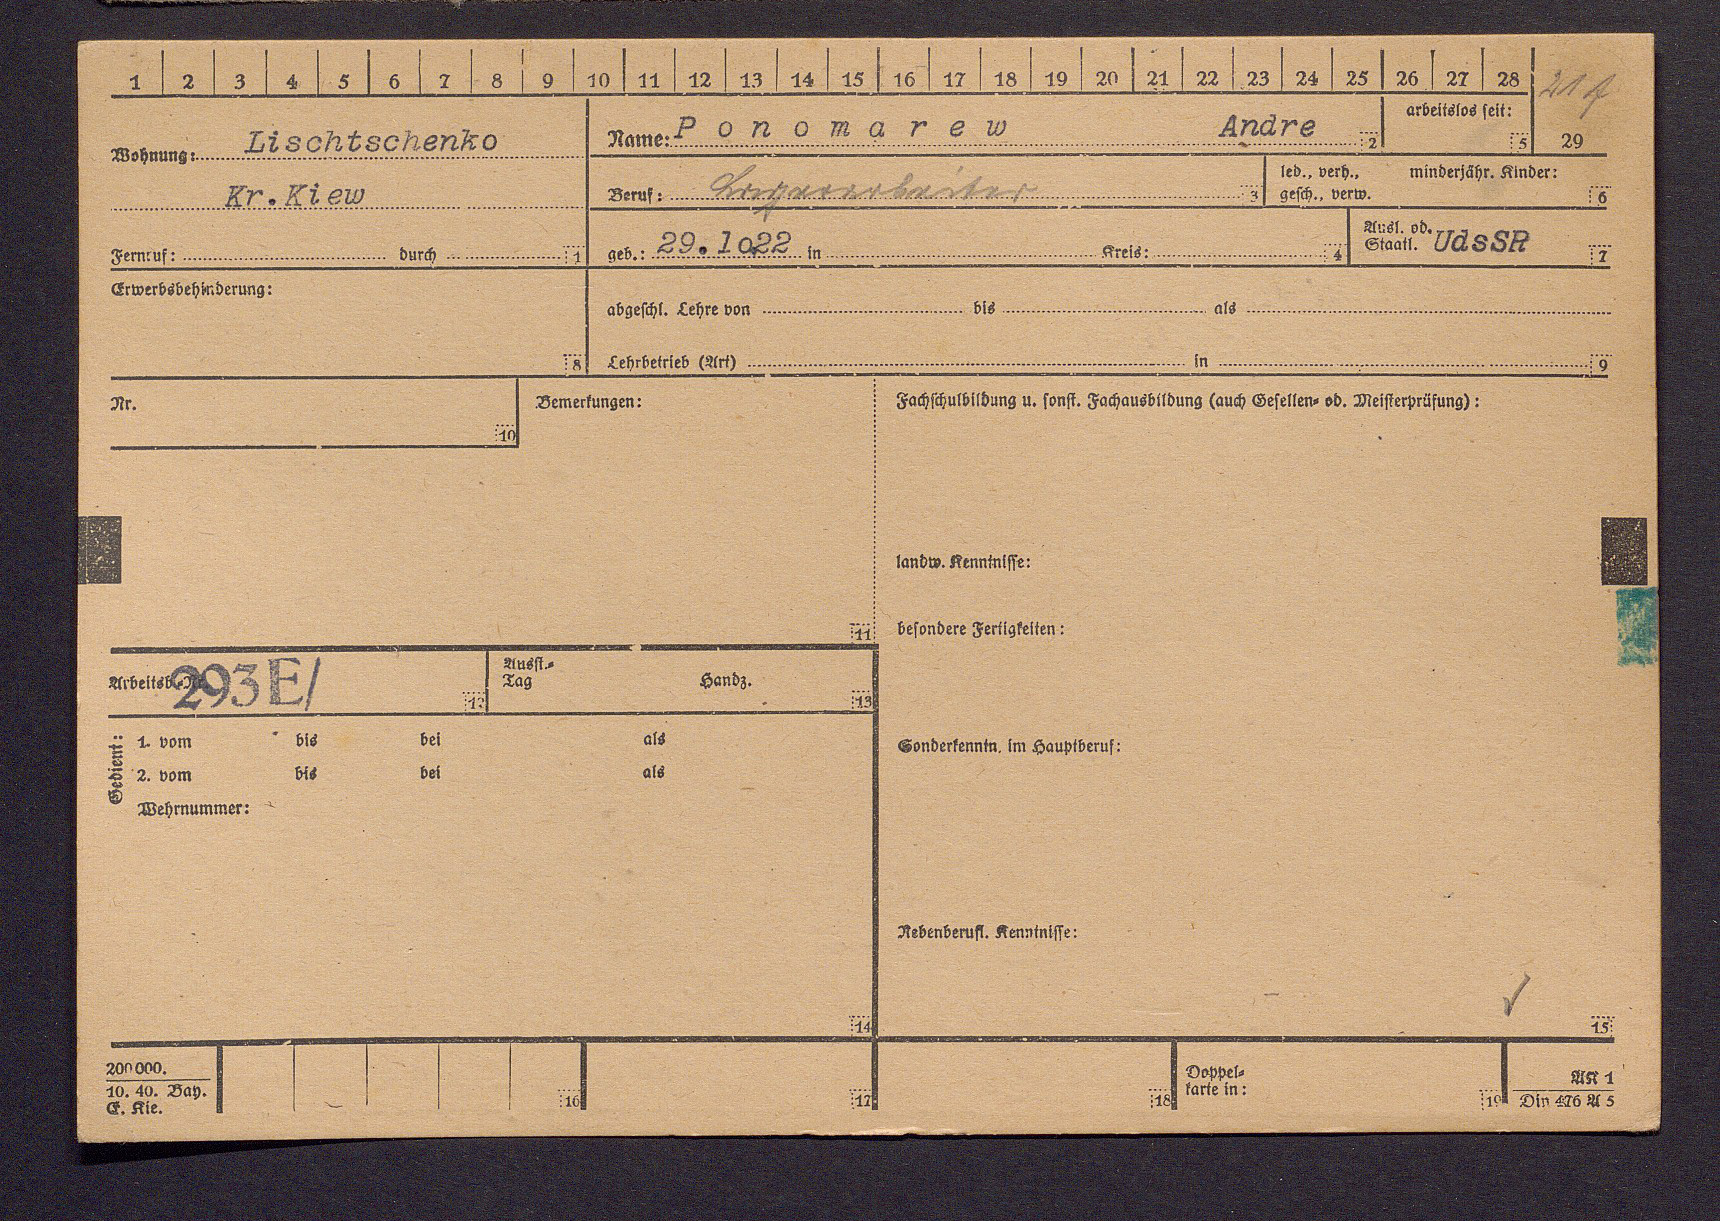 1 2 3 4 5 6 7 8 9 10 11 12 13 14 15 16 17 18 19 20 21 22 23 24 25 26 27 28
Wohnung: Lischtschenko
Kr.Kiew
Fernruf: durch 1
Name: Ponomarew Andre 2
arbeitslos seit: 5
29
Beruf: Lagerarbeiter 3
led., verh., minderjähr. Kinder:
gesch., verw. 6
geb.: 29.1o22 in Kreis: 4
Ausl. od.
Staatl. UdsSR 7
Erwerbsbehinderung: 8
abgeschl. Lehre von bis als
Lehrbetrieb (Art) in 9
Nr. 10
Bemerkungen: 11
Fachschulbildung u. sonst. Fachausbildung (auch Gesellen- od. Meisterprüfung):
landw. Kenntnisse:
besondere Fertigkeiten:
Arbeitsb.-Nr. 293E/ 12
Ausst.-
Tag Handz. 13
Gedient:
1. vom bis bei als
2. vom bis bei als
Wehrnummer:
14
Sonderkenntn. im Hauptberuf:
Nebenberufl. Kenntnisse:
15
200 000.
10. 40. Bay.
E. Kie.
16 17 18
Doppel-
karte in: 19
AK 1
Din 476 A 5